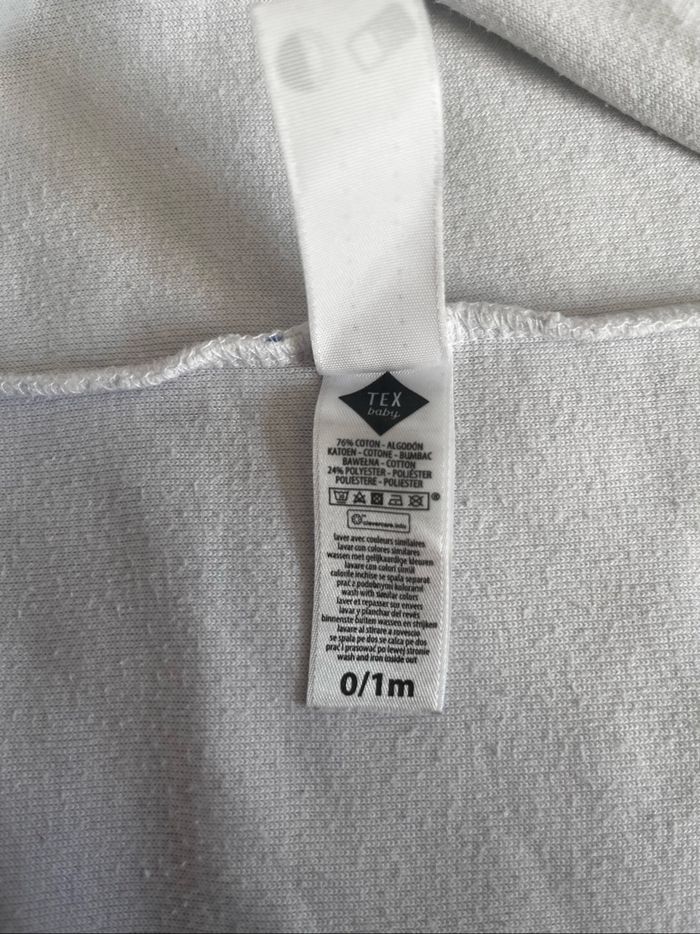 TEX
baby
76% COTON - ALGODÓN
KATOEN - COTONE - BUMBAC
BAWEŁNA - COTTON
24% POLYESTER - POLIÉSTER
POLIESTERE - POLIESTER
®
clevercare.info
laver avec couleurs similaires
lavar con colores similares
wassen met gelijkaardige kleuren
lavare con colori simili
colorile inchise se spala separat
prać z podobnymi kolorami
wash with similar colors
laver et repasser sur envers
lavar y planchar del revés
binnenste buiten wassen en strijken
lavare al stirare a rovescio
se spala pe dos se calca pe dos
prać i prasować po lewej stronie
wash and iron inside out
0/1m